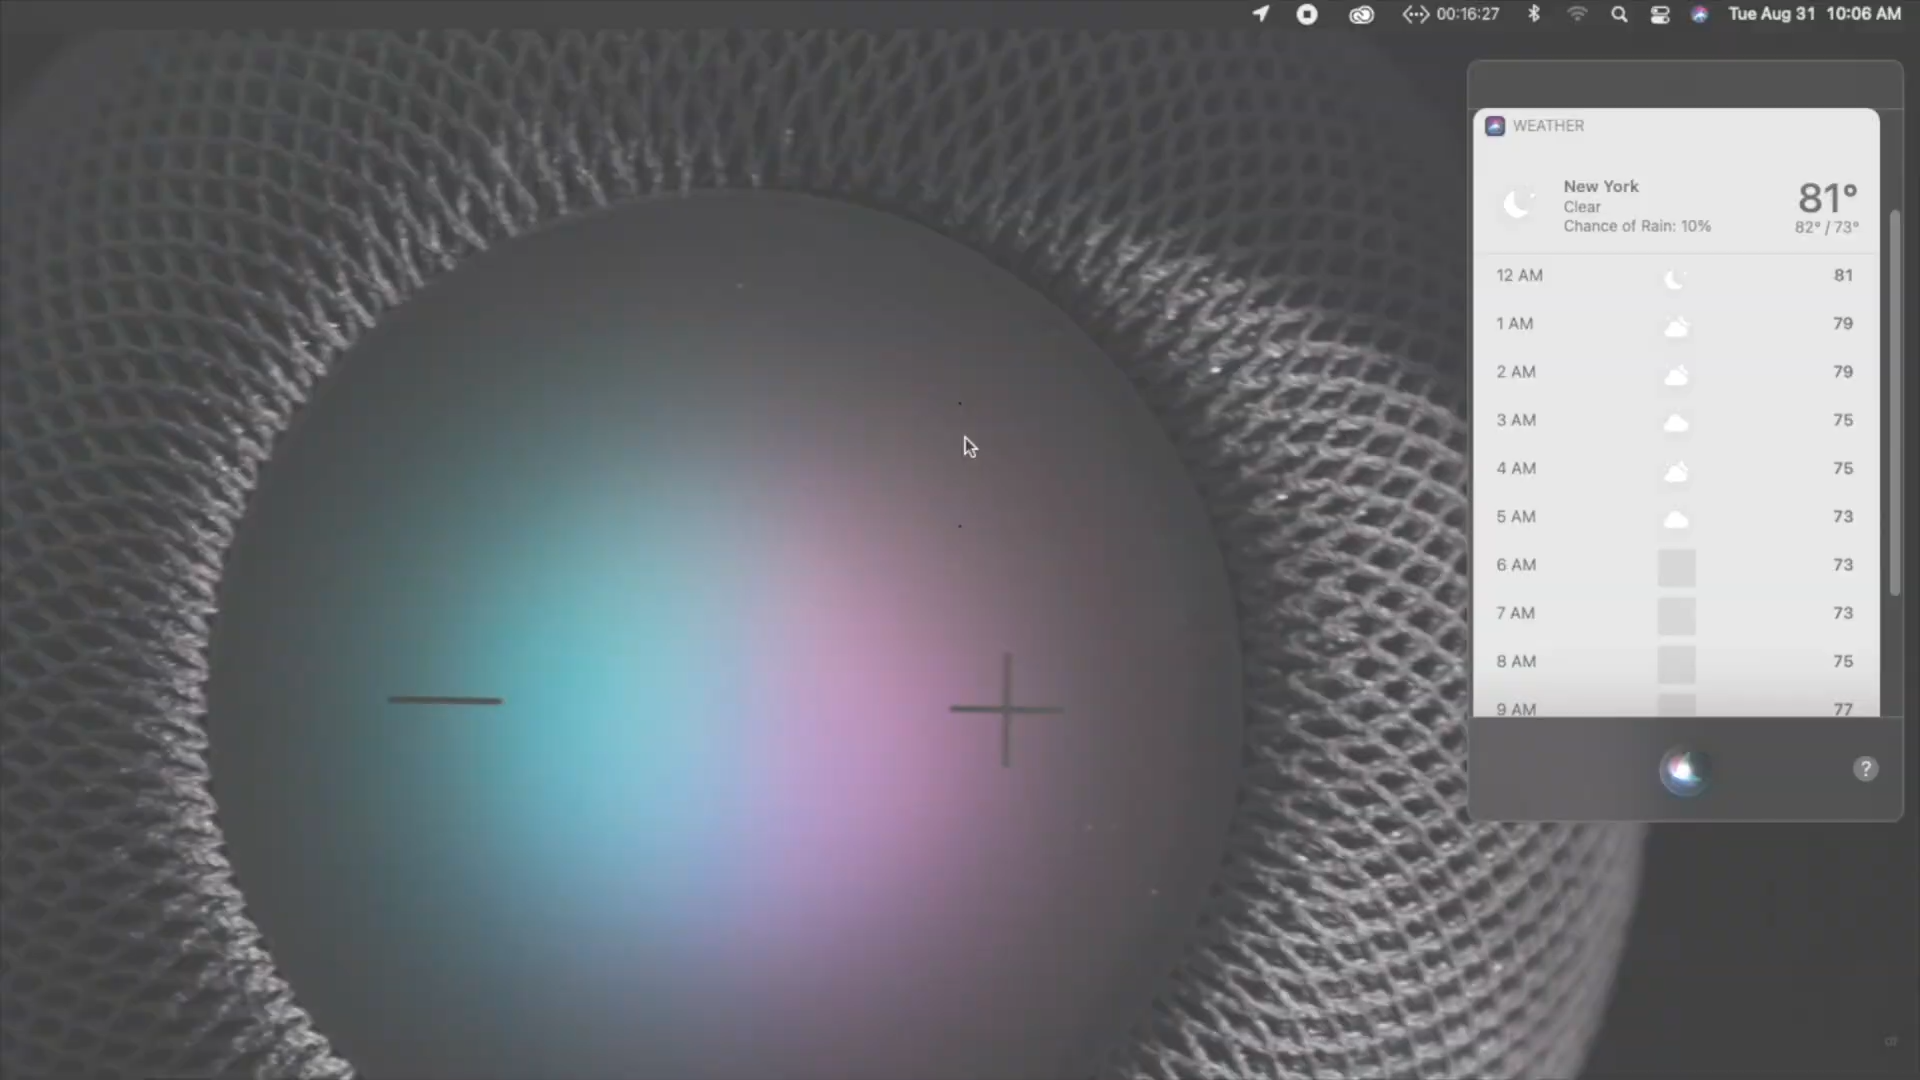 00:16:27 Tue Aug 31 10:06 AM
WEATHER
New York
Clear
Chance of Rain: 10%
81°
82° / 73°
12 AM 81
1 AM 79
2 AM 79
3 AM 75
4 AM 75
5 AM 73
6 AM 73
7 AM 73
8 AM 75
9 AM 77
?